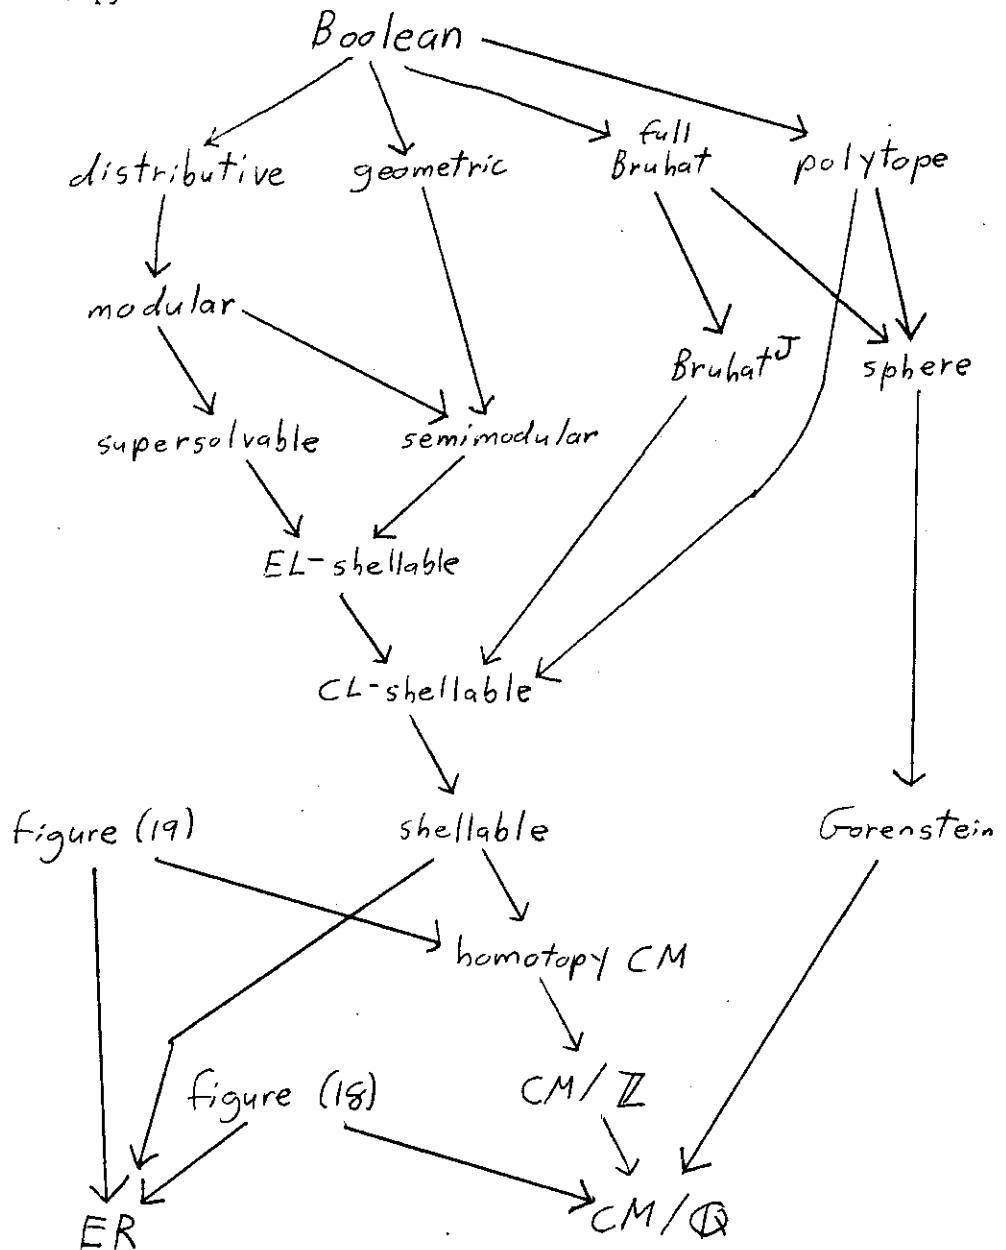 Boolean
distributive
geometric
full
Bruhat
polytope
modular
Bruhat^J
sphere
supersolvable
semimodular
EL-shellable
CL-shellable
figure (19)
shellable
Gorenstein
homotopy CM
figure (18)
CM/ℤ
ER
CM/ℚ